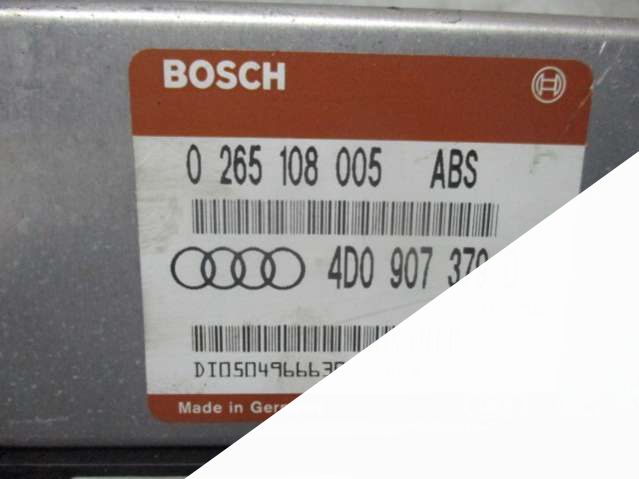 BOSCH
0 265 108 005 ABS
4D0 907 37
DI050496663
Made in